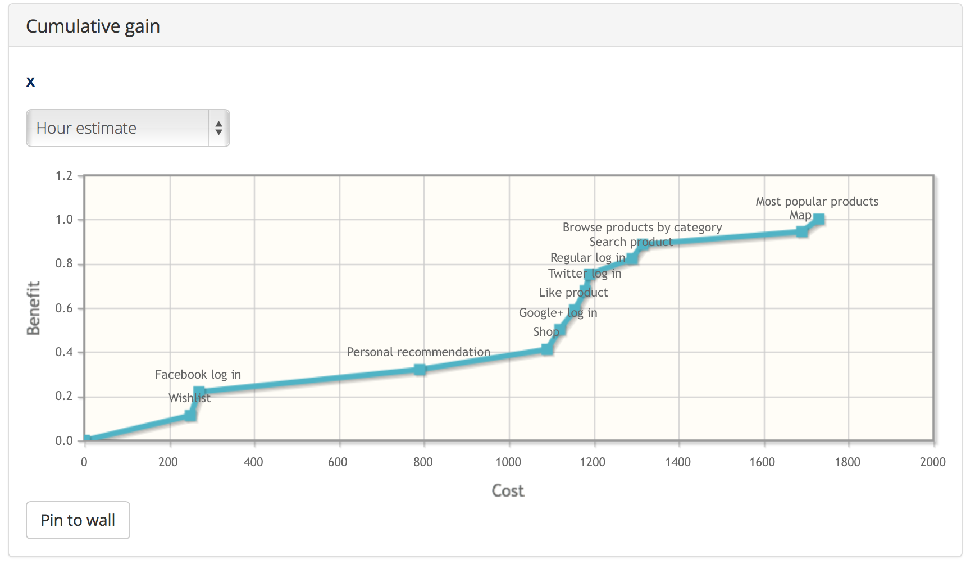 Cumulative gain
x
Hour estimate
1.2
1.0
0.8
0.6
0.4
0.2
0.0
Benefit
Most popular products
Map
Browse products by category
Search product
Regular log in
Twitter log in
Like product
Google+ log in
Shop
Personal recommendation
Facebook log in
Wishlist
0 200 400 600 800 1000 1200 1400 1600 1800 2000
Cost
Pin to wall